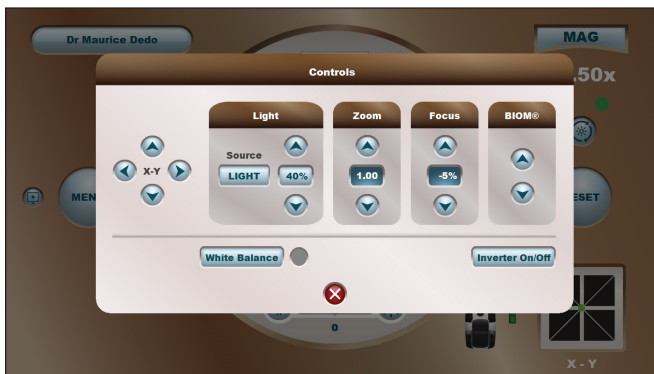 Dr Maurice Dedo
MAG
.50x
Controls
Light
Zoom
Focus
BIOM®
Source
X-Y
LIGHT
40%
1.00
-5%
MEN
ESET
White Balance
Inverter On/Off
0
X - Y